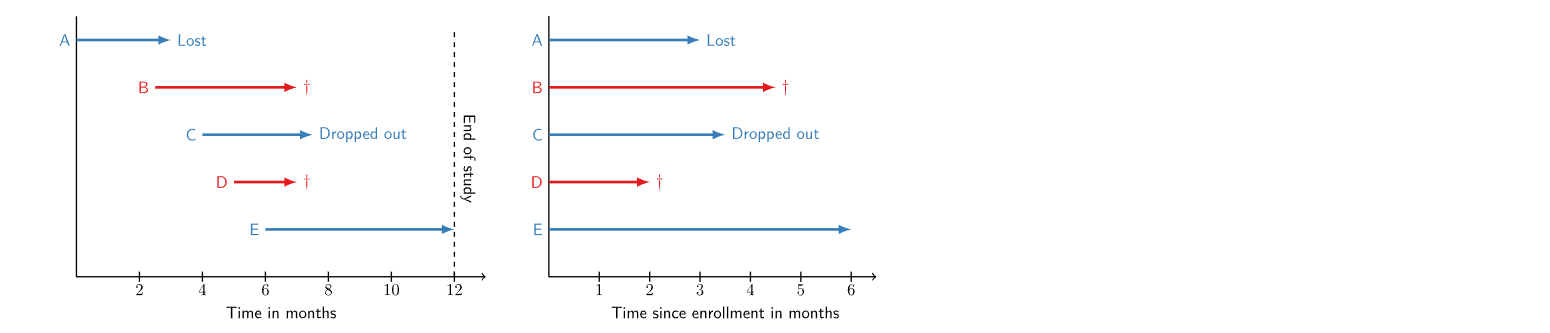 A Lost
B †
C Dropped out
D †
E
End of study
2 4 6 8 10 12
Time in months
A Lost
B †
C Dropped out
D †
E
1 2 3 4 5 6
Time since enrollment in months